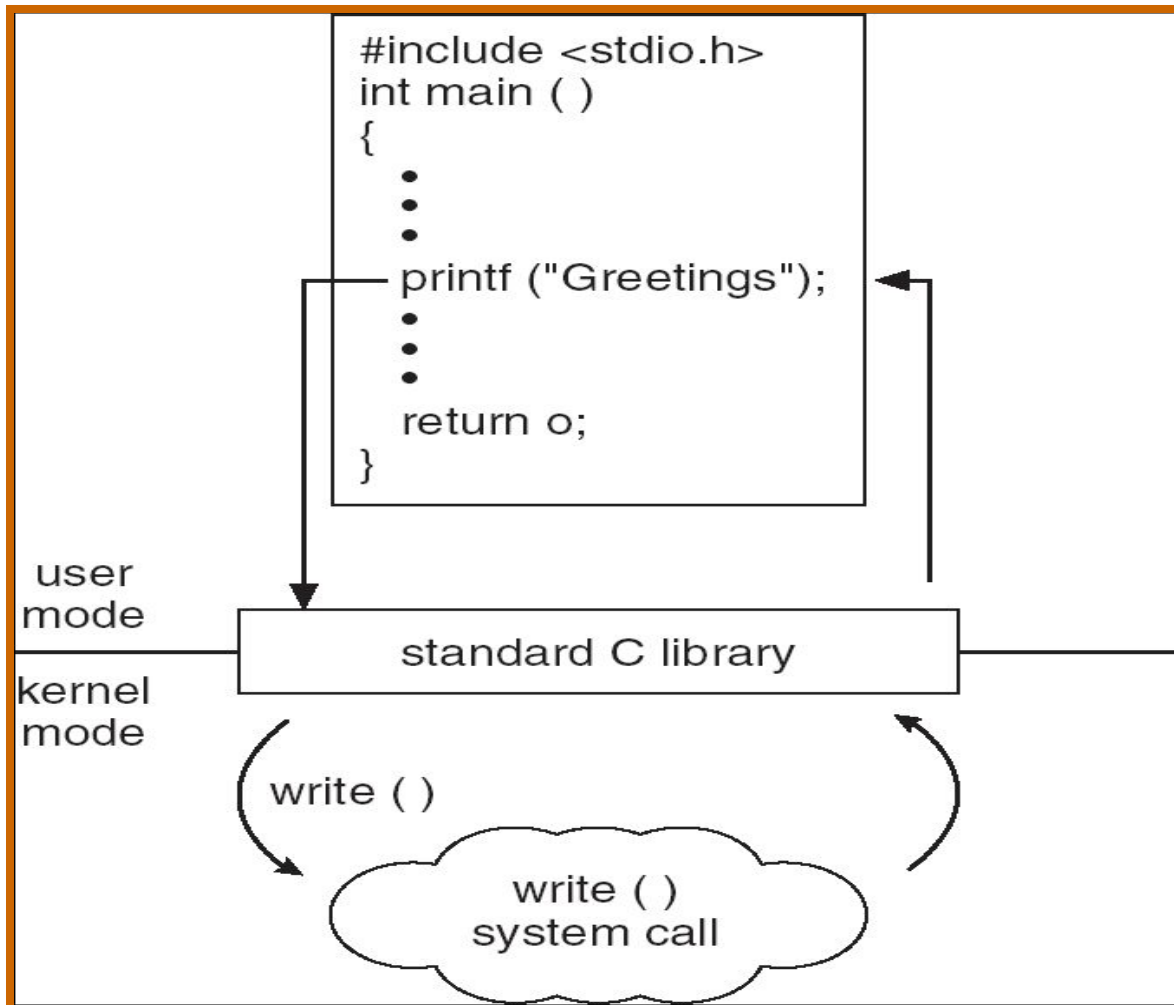 #include <stdio.h>
int main ( )
{
•
•
•
printf ("Greetings");
•
•
•
return o;
}
user
mode
standard C library
kernel
mode
write ( )
write ( )
system call